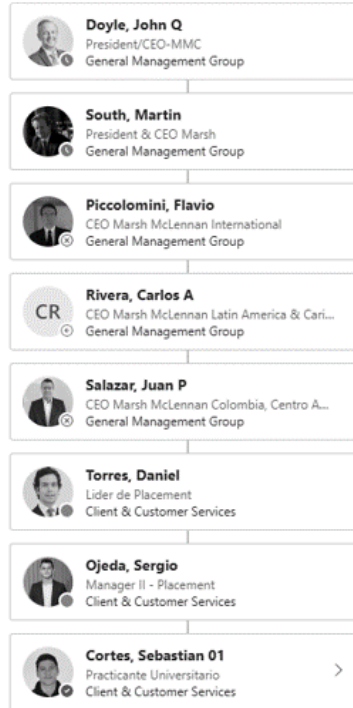 Doyle, John Q
President/CEO-MMC
General Management Group
South, Martin
President & CEO Marsh
General Management Group
Piccolomini, Flavio
CEO Marsh McLennan International
General Management Group
CR
Rivera, Carlos A
CEO Marsh McLennan Latin America & Cari...
General Management Group
Salazar, Juan P
CEO Marsh McLennan Colombia, Centro A...
General Management Group
Torres, Daniel
Lider de Placement
Client & Customer Services
Ojeda, Sergio
Manager II - Placement
Client & Customer Services
Cortes, Sebastian 01
Practicante Universitario
Client & Customer Services